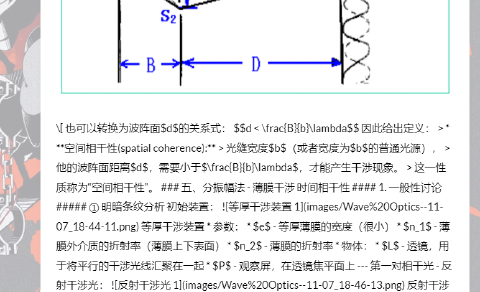 S₂
B
D
\[ 也可以转换为波阵面$d$的关系式： $$d < \frac{B}{b}\lambda$$ 因此给出定义： > *
**空间相干性(spatial coherence):** > 光缝宽度$b$（或者宽度为$b$的普通光源）， >
他的波阵面距离$d$，需要小于$\frac{B}{b}\lambda$，才能产生干涉现象。 > 这一性
质称为“空间相干性”。 ### 五、分振幅法 - 薄膜干涉 时间相干性 #### 1. 一般性讨论
##### ① 明暗条纹分析 初始装置： ![等厚干涉装置 1](images/Wave%20Optics--11-
07_18-44-11.png) 等厚干涉装置 * 参数： * $e$ - 等厚薄膜的宽度（很小） * $n_1$ - 薄
膜外介质的折射率（薄膜上下表面） * $n_2$ - 薄膜的折射率 * 物体： * $L$ - 透镜，用
于将平行的干涉光线汇聚在一起 * $P$ - 观察屏，在透镜焦平面上 --- 第一对相干光 - 反
射干涉光： ![反射干涉光 1](images/Wave%20Optics--11-07_18-46-13.png) 反射干涉